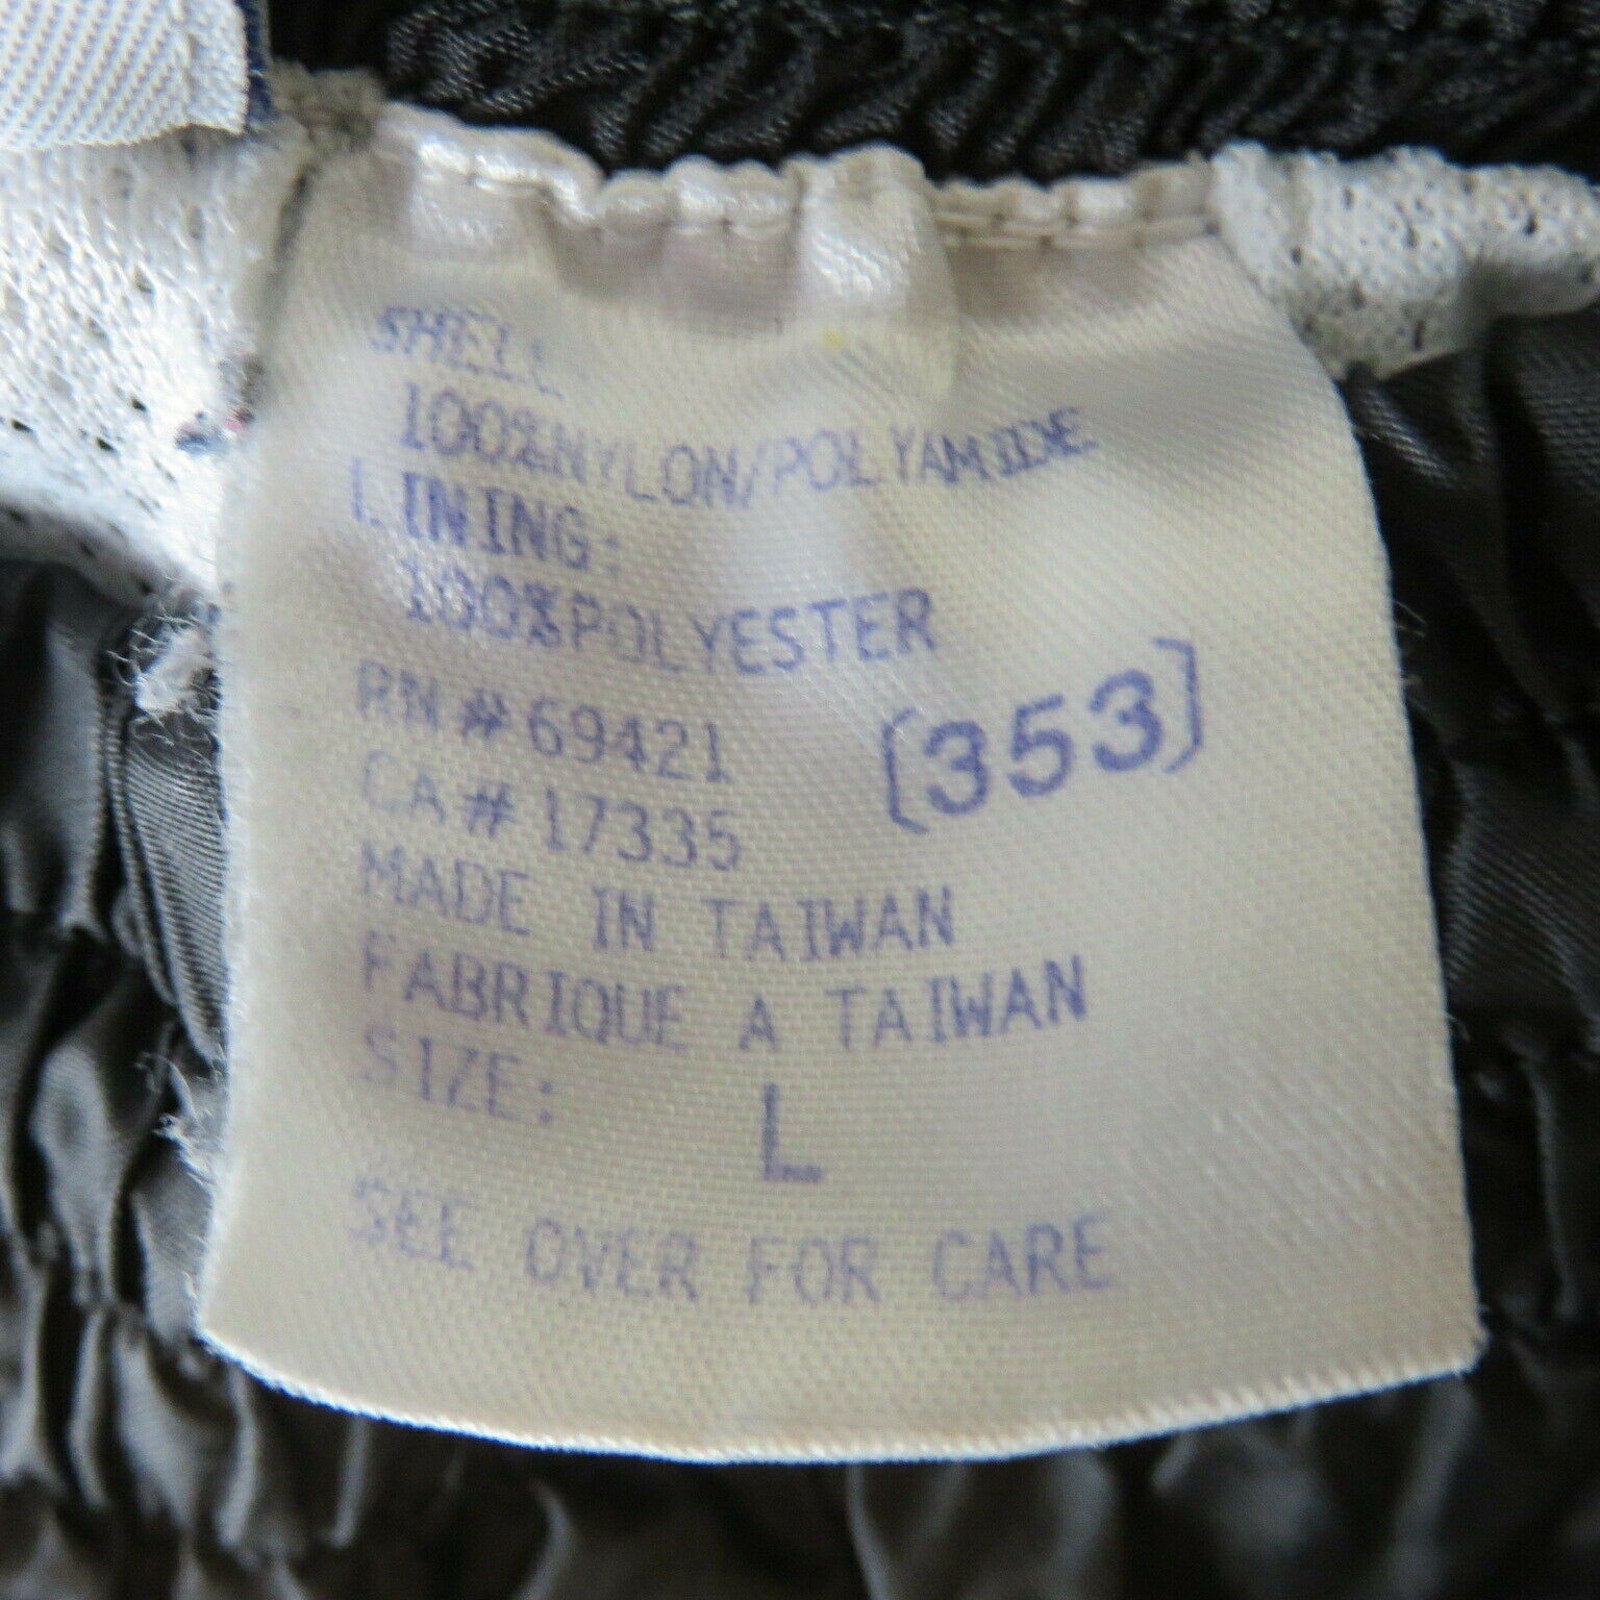 SHELL
100%NYLON/POLYAMIDE
LINING:
100%POLYESTER
RN#69421
[353]
CA#17335
MADE IN TAIWAN
FABRIQUE A TAIWAN
SIZE: L
SEE OVER FOR CARE